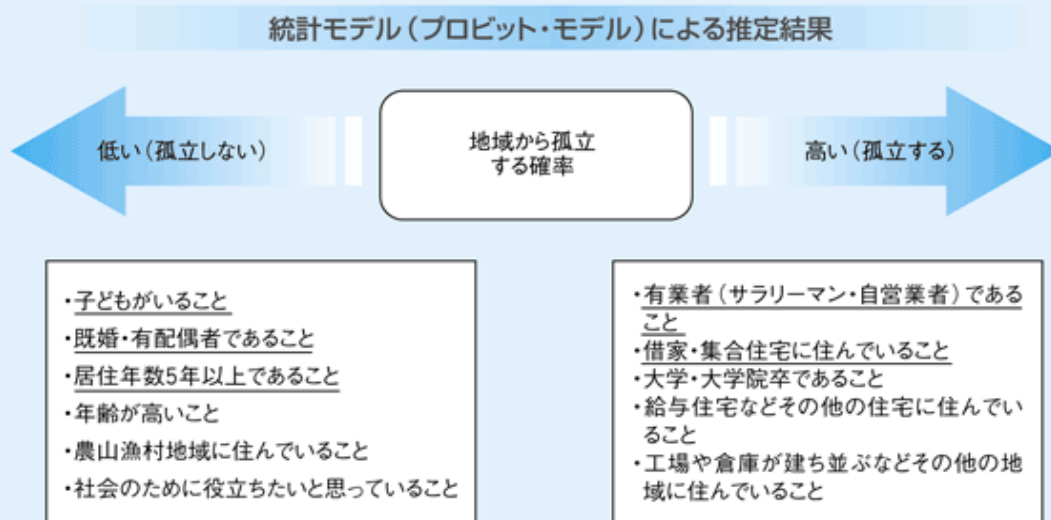 統計モデル(プロビット・モデル)による推定結果
低い(孤立しない)
地域から孤立
する確率
高い(孤立する)
・子どもがいること
・既婚・有配偶者であること
・居住年数5年以上であること
・年齢が高いこと
・農山漁村地域に住んでいること
・社会のために役立ちたいと思っていること
・有業者(サラリーマン・自営業者)である
こと
・借家・集合住宅に住んでいること
・大学・大学院卒であること
・給与住宅などその他の住宅に住んでい
ること
・工場や倉庫が建ち並ぶなどその他の地
域に住んでいること